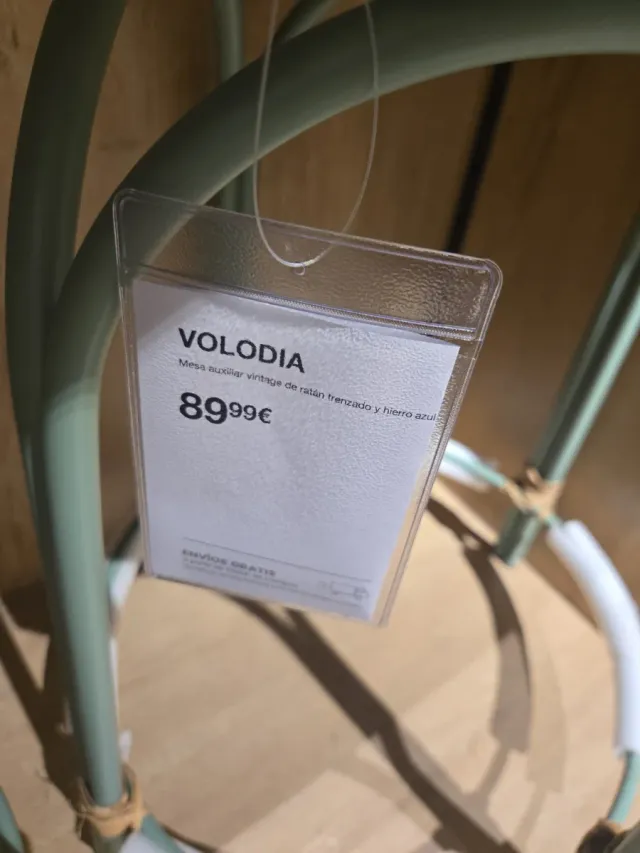 VOLODIA
Mesa auxiliar vintage de ratán trenzado y hierro azul
89,99€
ENVÍOS GRATIS